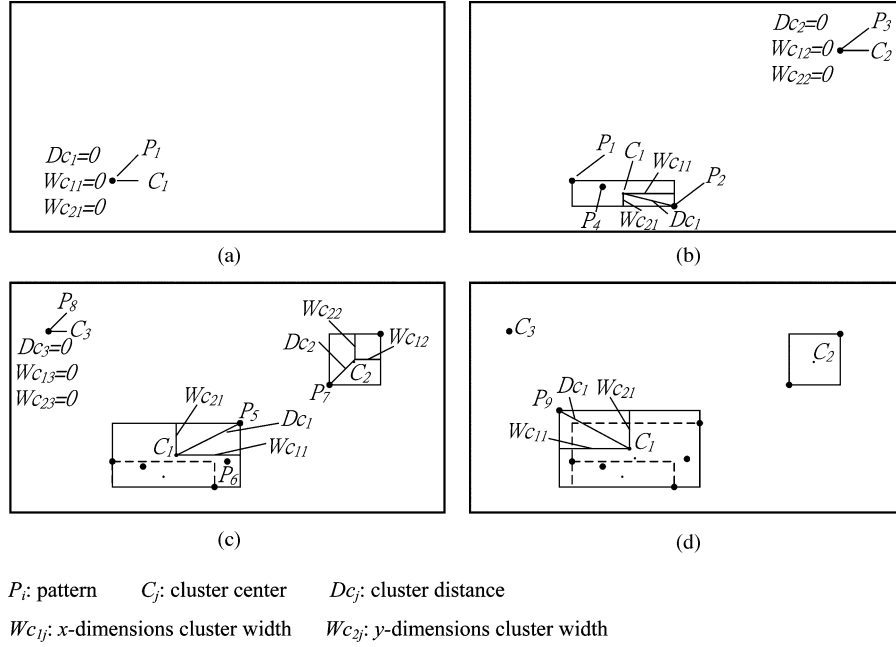 Dc1=0
P1
Wc11=0
C1
Wc21=0
(a)
Dc2=0
P3
Wc12=0
C2
Wc22=0
P1
C1
Wc11
P2
P4
Wc21
Dc1
(b)
P8
C3
Dc3=0
Wc13=0
Wc23=0
Wc22
Wc12
Dc2
C2
P7
Wc21
P5
Dc1
C1
Wc11
P6
(c)
C3
C2
P9
Dc1
Wc21
Wc11
C1
(d)
Pi: pattern Cj: cluster center Dcj: cluster distance
Wc1j: x-dimensions cluster width Wc2j: y-dimensions cluster width